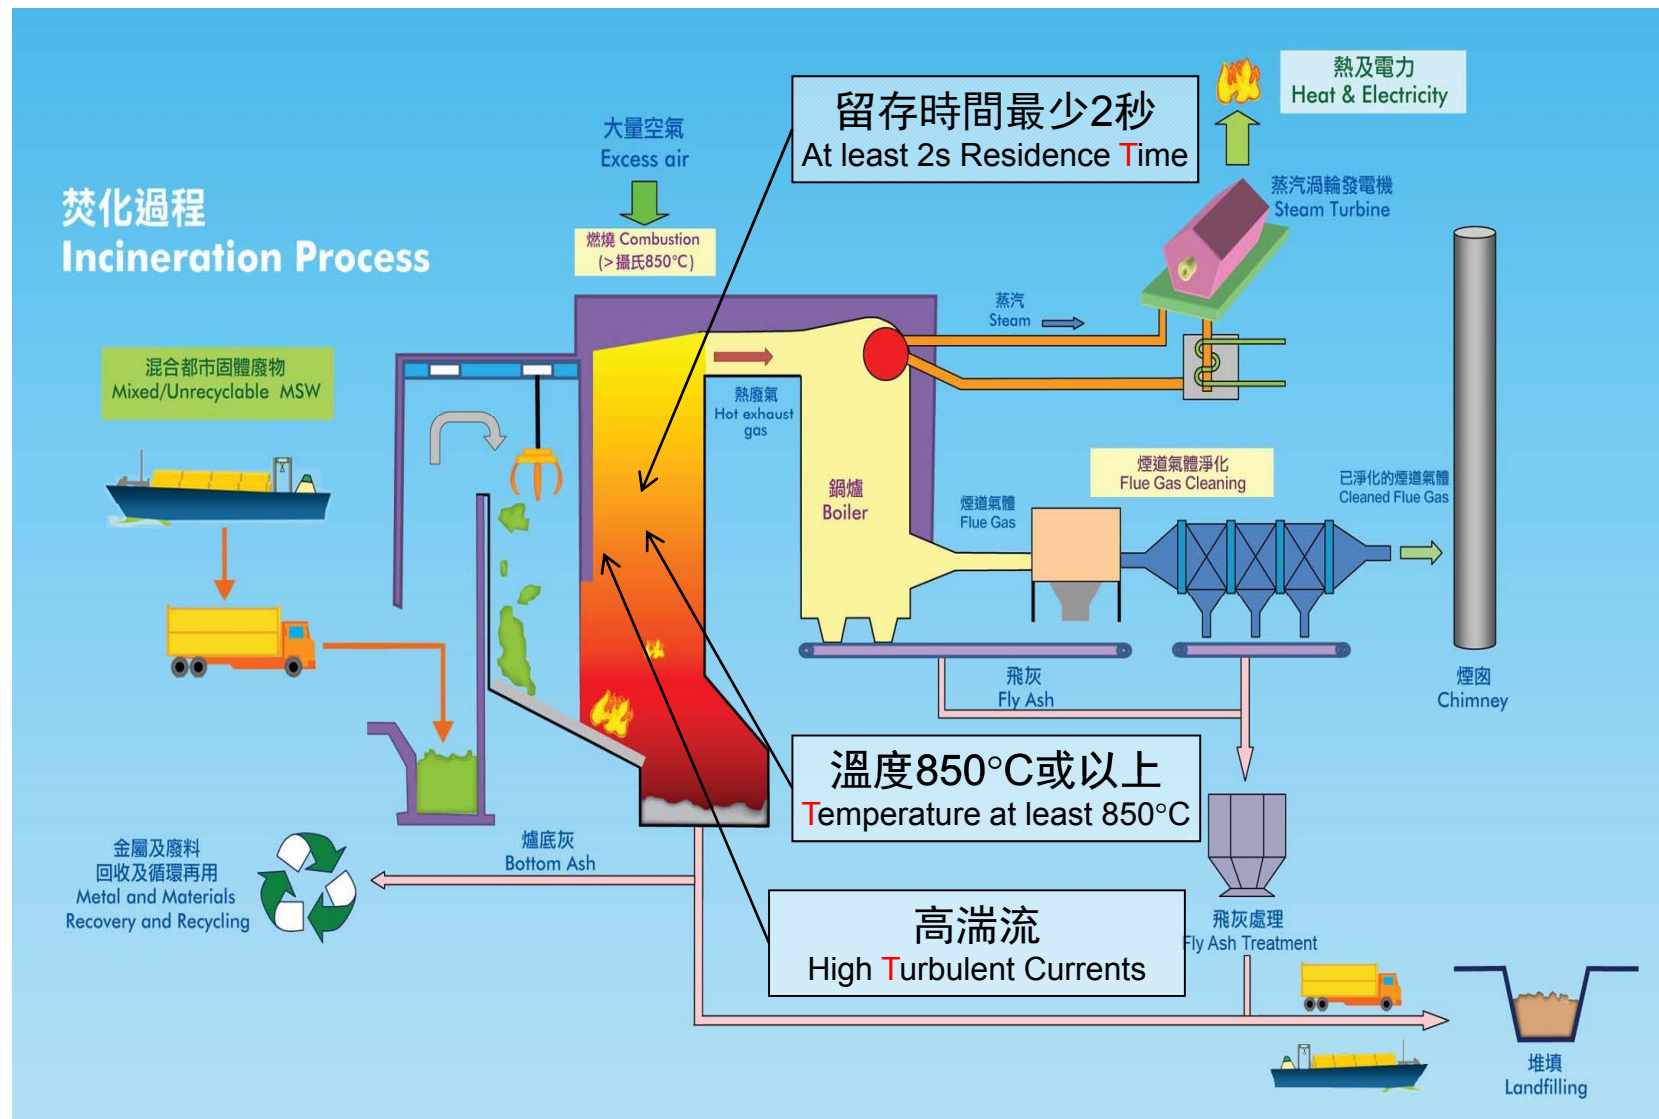 焚化過程
Incineration Process
大量空氣
Excess air
燃燒 Combustion
(>攝氏850°C)
留存時間最少2秒
At least 2s Residence Time
熱及電力
Heat & Electricity
蒸汽渦輪發電機
Steam Turbine
蒸汽
Steam
混合都市固體廢物
Mixed/Unrecyclable MSW
熱廢氣
Hot exhaust
gas
鍋爐
Boiler
煙道氣體
Flue Gas
煙道氣體淨化
Flue Gas Cleaning
已淨化的煙道氣體
Cleaned Flue Gas
飛灰
Fly Ash
煙囪
Chimney
溫度850°C或以上
Temperature at least 850°C
爐底灰
Bottom Ash
金屬及廢料
回收及循環再用
Metal and Materials
Recovery and Recycling
高湍流
High Turbulent Currents
飛灰處理
Fly Ash Treatment
堆填
Landfilling